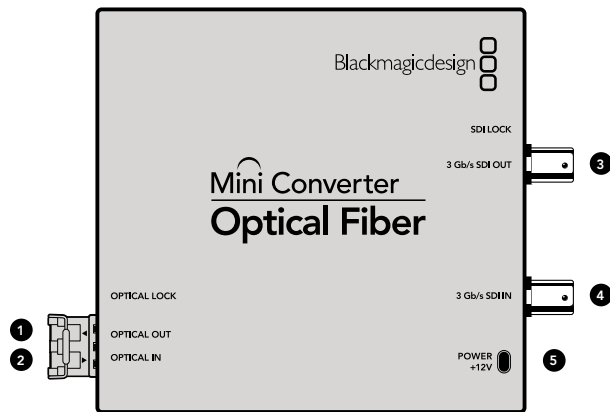 Blackmagicdesign
SDI LOCK
3 Gb/s SDI OUT
3
Mini Converter
Optical Fiber
OPTICAL LOCK
3 Gb/s SDI IN
4
1
OPTICAL OUT
2
OPTICAL IN
POWER
+12V
5